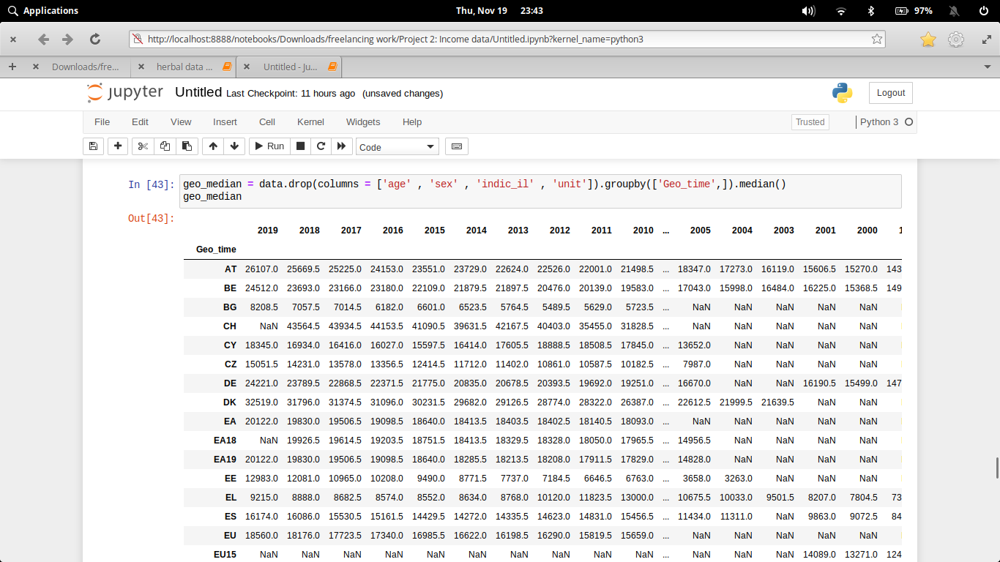 Applications Thu, Nov 19 23:43 97%
http://localhost:8888/notebooks/Downloads/freelancing work/Project 2: Income data/Untitled.ipynb?kernel_name=python3
Downloads/fre... herbal data ... Untitled - Ju...
jupyter Untitled Last Checkpoint: 11 hours ago (unsaved changes) Logout
File Edit View Insert Cell Kernel Widgets Help Trusted Python 3
Run Code
In [43]: geo_median = data.drop(columns = ['age' , 'sex' , 'indic_il' , 'unit']).groupby(['Geo_time',]).median()
geo_median
Out[43]:
2019 2018 2017 2016 2015 2014 2013 2012 2011 2010 ... 2005 2004 2003 2001 2000 1
Geo_time
AT 26107.0 25669.5 25225.0 24153.0 23551.0 23729.0 22624.0 22526.0 22001.0 21498.5 ... 18347.0 17273.0 16119.0 15606.5 15270.0 143
BE 24512.0 23693.0 23166.0 23180.0 22109.0 21879.5 21897.5 20476.0 20139.0 19583.0 ... 17043.0 15998.0 16484.0 16225.0 15368.5 149
BG 8208.5 7057.5 7014.5 6182.0 6601.0 6523.5 5764.5 5489.5 5629.0 5723.5 ... NaN NaN NaN NaN NaN
CH NaN 43564.5 43934.5 44153.5 41090.5 39631.5 42167.5 40403.0 35455.0 31828.5 ... NaN NaN NaN NaN NaN
CY 18345.0 16934.0 16416.0 16027.0 15597.5 16414.0 17605.5 18888.5 18508.5 17845.0 ... 13652.0 NaN NaN NaN NaN
CZ 15051.5 14231.0 13578.0 13356.5 12414.5 11712.0 11402.0 10861.0 10587.5 10182.5 ... 7987.0 NaN NaN NaN NaN
DE 24221.0 23789.5 22868.5 22371.5 21775.0 20835.0 20678.5 20393.5 19692.0 19251.0 ... 16670.0 NaN NaN 16190.5 15499.0 147
DK 32519.0 31796.0 31374.5 31096.0 30231.5 29682.0 29126.5 28774.0 28322.0 26387.0 ... 22612.5 21999.5 21639.5 NaN NaN
EA 20122.0 19830.0 19506.5 19098.5 18640.0 18413.5 18403.5 18402.5 18140.5 18093.0 ... NaN NaN NaN NaN NaN
EA18 NaN 19926.5 19614.5 19203.5 18751.5 18413.5 18329.5 18328.0 18050.0 17965.5 ... 14956.5 NaN NaN NaN NaN
EA19 20122.0 19830.0 19506.5 19098.5 18640.0 18285.5 18213.5 18208.0 17911.5 17829.0 ... 14828.0 NaN NaN NaN NaN
EE 12983.0 12081.0 10965.0 10208.0 9490.0 8771.5 7737.0 7184.5 6646.5 6763.0 ... 3658.0 3263.0 NaN NaN NaN
EL 9215.0 8888.0 8682.5 8574.0 8552.0 8634.0 8768.0 10120.0 11823.5 13000.0 ... 10675.5 10033.0 9501.5 8207.0 7804.5 73
ES 16174.0 16086.0 15530.5 15161.5 14429.5 14272.0 14335.5 14623.0 14831.0 15456.5 ... 11434.0 11311.0 NaN 9863.0 9072.5 84
EU 18560.0 18176.0 17723.5 17340.0 16985.5 16622.0 16198.5 16290.0 15819.5 15659.0 ... NaN NaN NaN NaN NaN
EU15 NaN NaN NaN NaN NaN NaN NaN NaN NaN NaN ... NaN NaN NaN 14089.0 13271.0 124